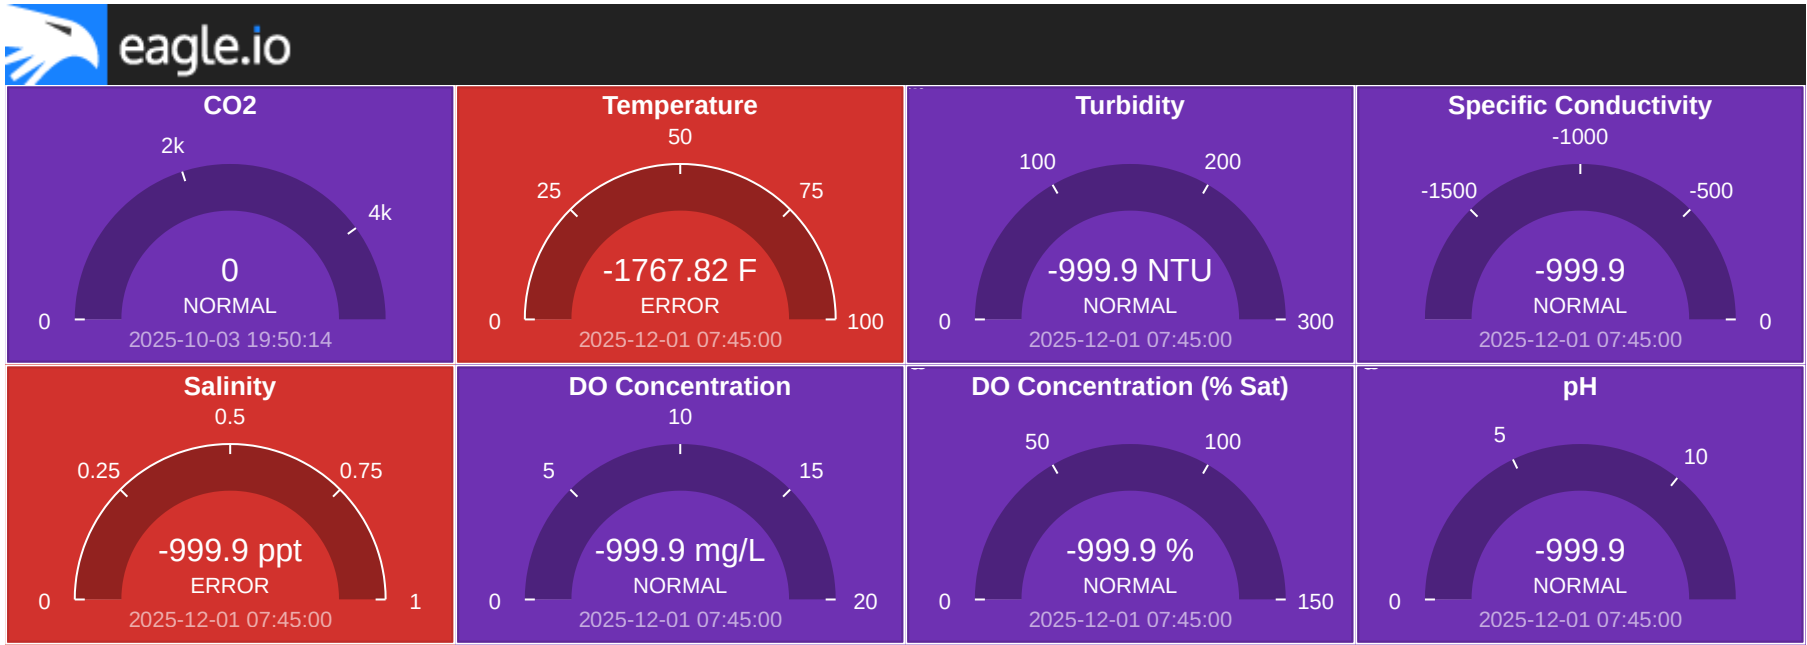 eagle.io
CO2
2k
4k
0
NORMAL
0
2025-10-03 19:50:14
Temperature
50
25
75
-1767.82 F
ERROR
0
100
2025-12-01 07:45:00
Turbidity
100
200
-999.9 NTU
NORMAL
0
300
2025-12-01 07:45:00
Specific Conductivity
-1000
-1500
-500
-999.9
NORMAL
0
2025-12-01 07:45:00
Salinity
0.5
0.25
0.75
-999.9 ppt
ERROR
0
1
2025-12-01 07:45:00
DO Concentration
10
5
15
-999.9 mg/L
NORMAL
0
20
2025-12-01 07:45:00
DO Concentration (% Sat)
50
100
-999.9 %
NORMAL
0
150
2025-12-01 07:45:00
pH
5
10
-999.9
NORMAL
0
2025-12-01 07:45:00